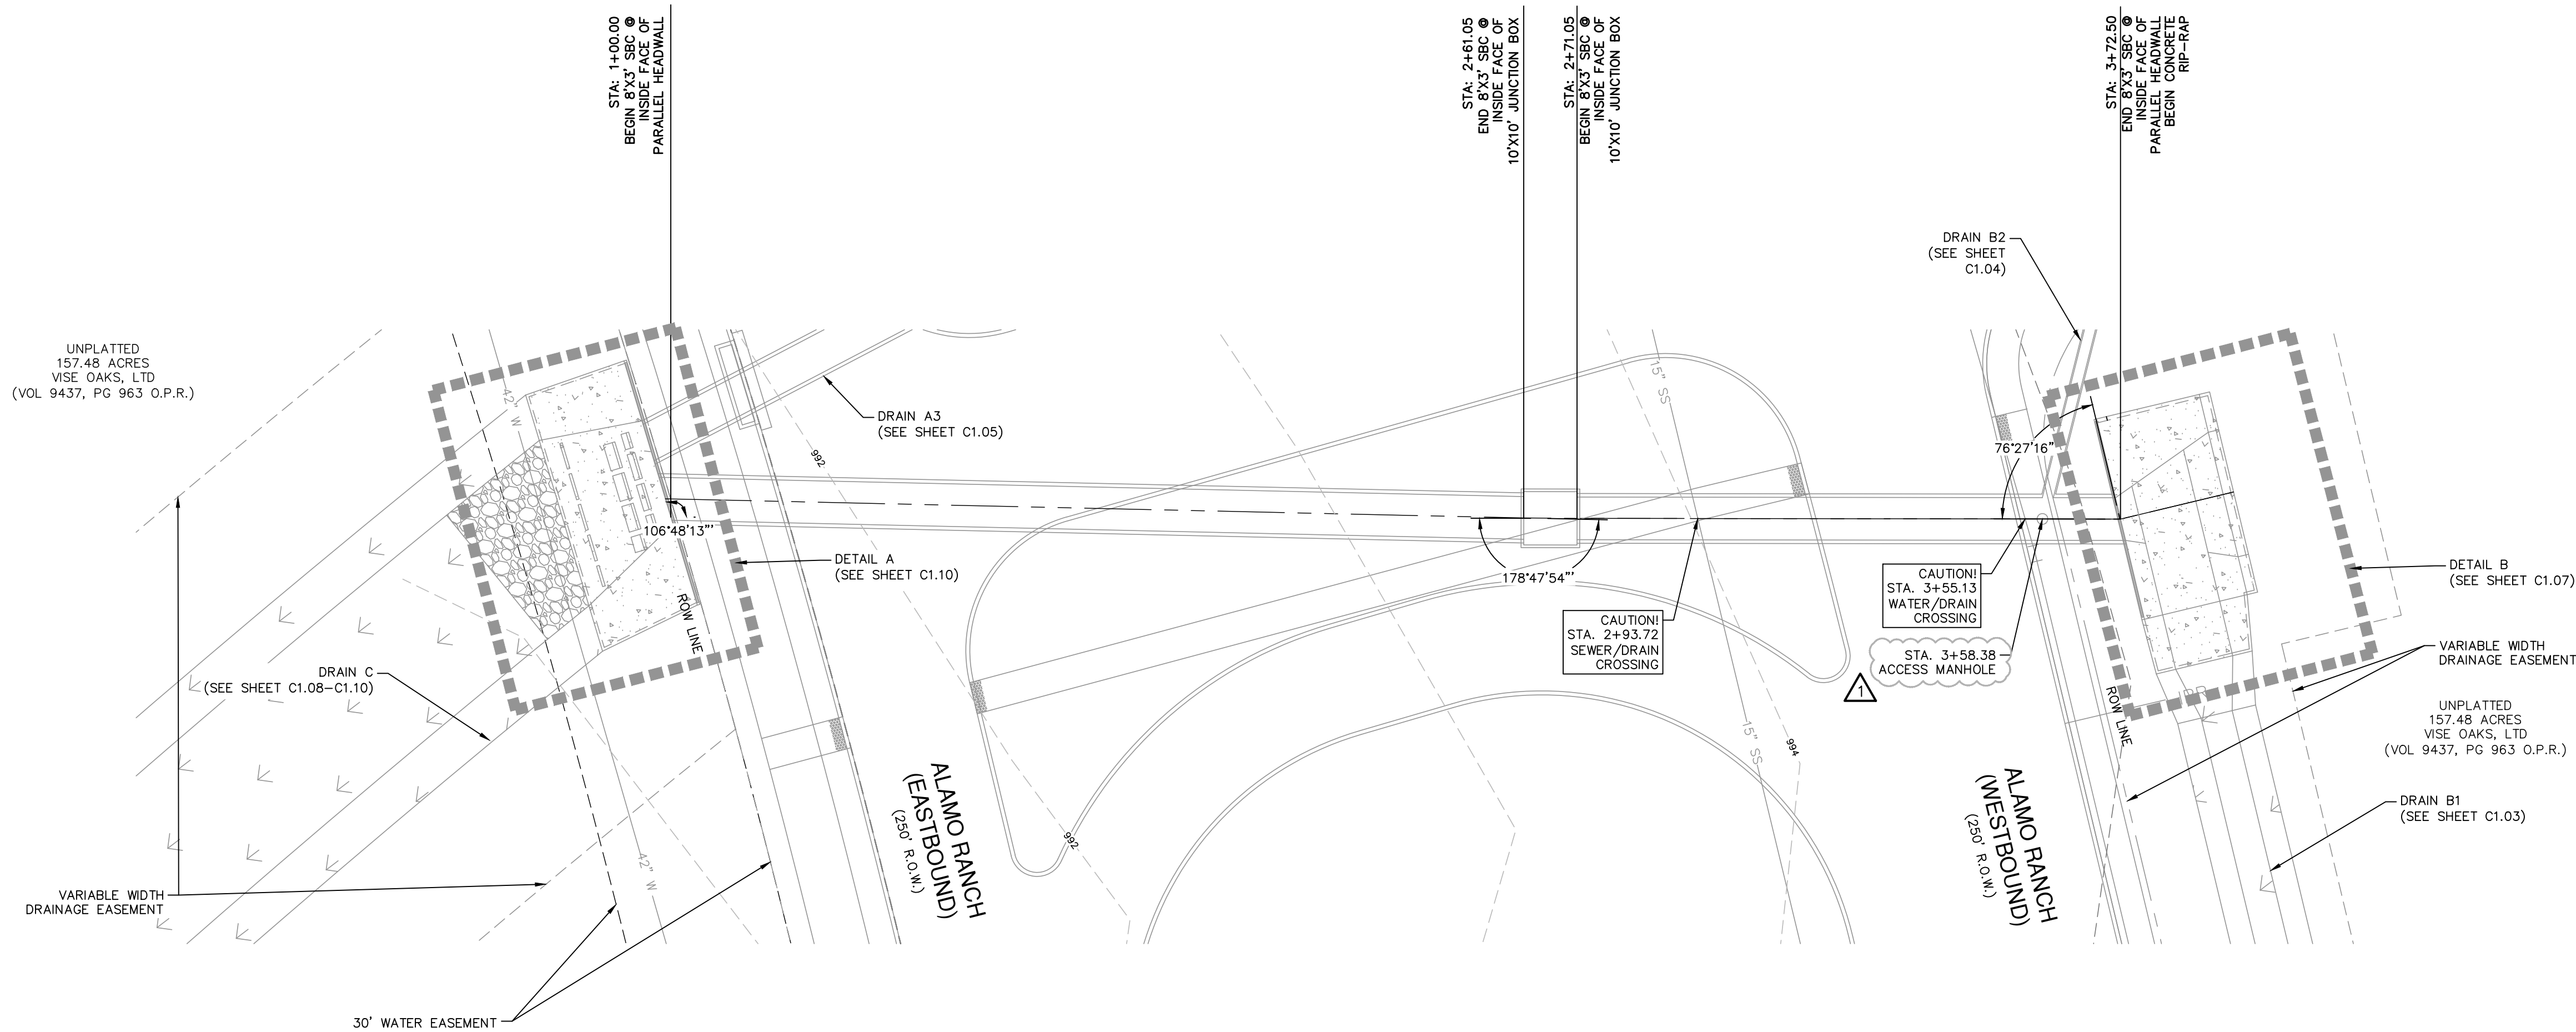 STA: 1+00.00
BEGIN 8'X3' SBC @
INSIDE FACE OF
PARALLEL HEADWALL
STA: 2+61.05
END 8'X3' SBC @
INSIDE FACE OF
10'X10' JUNCTION BOX
STA: 2+71.05
BEGIN 8'X3' SBC @
INSIDE FACE OF
10'X10' JUNCTION BOX
STA: 3+72.50
END 8'X3' SBC @
INSIDE FACE OF
PARALLEL HEADWALL
BEGIN CONCRETE
RIP-RAP
DRAIN B2
(SEE SHEET
C1.04)
UNPLATTED
157.48 ACRES
VISE OAKS, LTD
(VOL 9437, PG 963 O.P.R.)
42" W
DRAIN A3
(SEE SHEET C1.05)
992
15" SS
76°27'16"
106°48'13"'
DETAIL A
(SEE SHEET C1.10)
178°47'54"'
CAUTION!
STA. 3+55.13
WATER/DRAIN
CROSSING
DETAIL B
(SEE SHEET C1.07)
CAUTION!
STA. 2+93.72
SEWER/DRAIN
CROSSING
ROW LINE
STA. 3+58.38
ACCESS MANHOLE
1
VARIABLE WIDTH
DRAINAGE EASEMENT
DRAIN C
(SEE SHEET C1.08-C1.10)
ROW LINE
UNPLATTED
157.48 ACRES
VISE OAKS, LTD
(VOL 9437, PG 963 O.P.R.)
15" SS
994
ALAMO RANCH
(EASTBOUND)
(250' R.O.W.)
ALAMO RANCH
(WESTBOUND)
(250' R.O.W.)
DRAIN B1
(SEE SHEET C1.03)
992
42" W
VARIABLE WIDTH
DRAINAGE EASEMENT
30' WATER EASEMENT